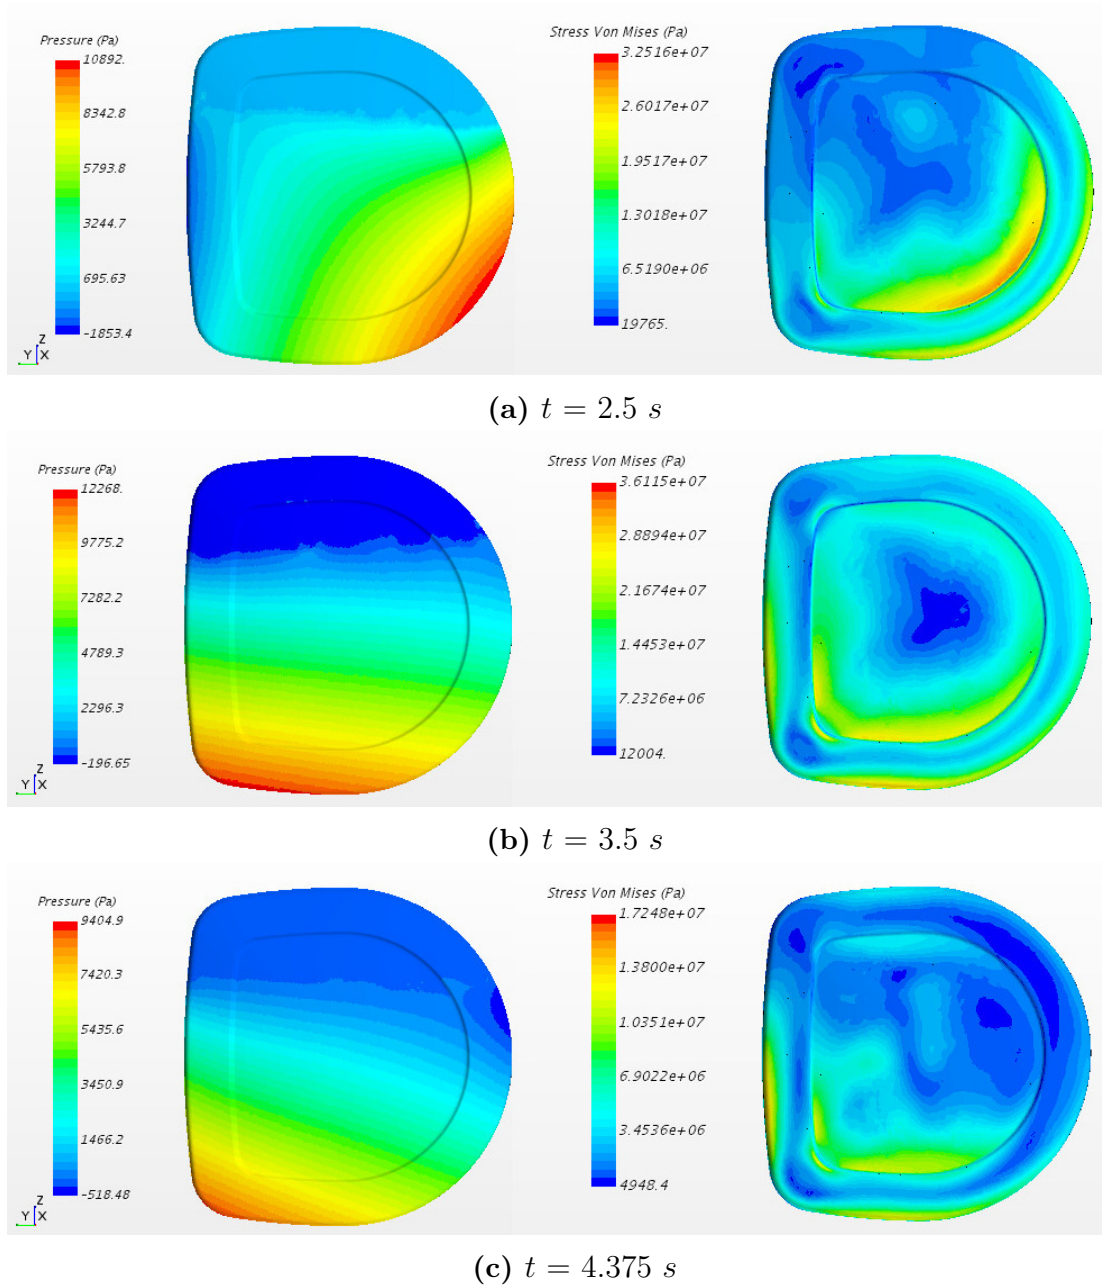 Pressure (Pa)
10892.
8342.8
5793.8
3244.7
695.63
-1853.4
Z
Y X
Stress Von Mises (Pa)
3.2516e+07
2.6017e+07
1.9517e+07
1.3018e+07
6.5190e+06
19765.
(a) t = 2.5 s
Pressure (Pa)
12268.
9775.2
7282.2
4789.3
2296.3
-196.65
Z
Y X
Stress Von Mises (Pa)
3.6115e+07
2.8894e+07
2.1674e+07
1.4453e+07
7.2326e+06
12004.
(b) t = 3.5 s
Pressure (Pa)
9404.9
7420.3
5435.6
3450.9
1466.2
-518.48
Z
Y X
Stress Von Mises (Pa)
1.7248e+07
1.3800e+07
1.0351e+07
6.9022e+06
3.4536e+06
4948.4
(c) t = 4.375 s